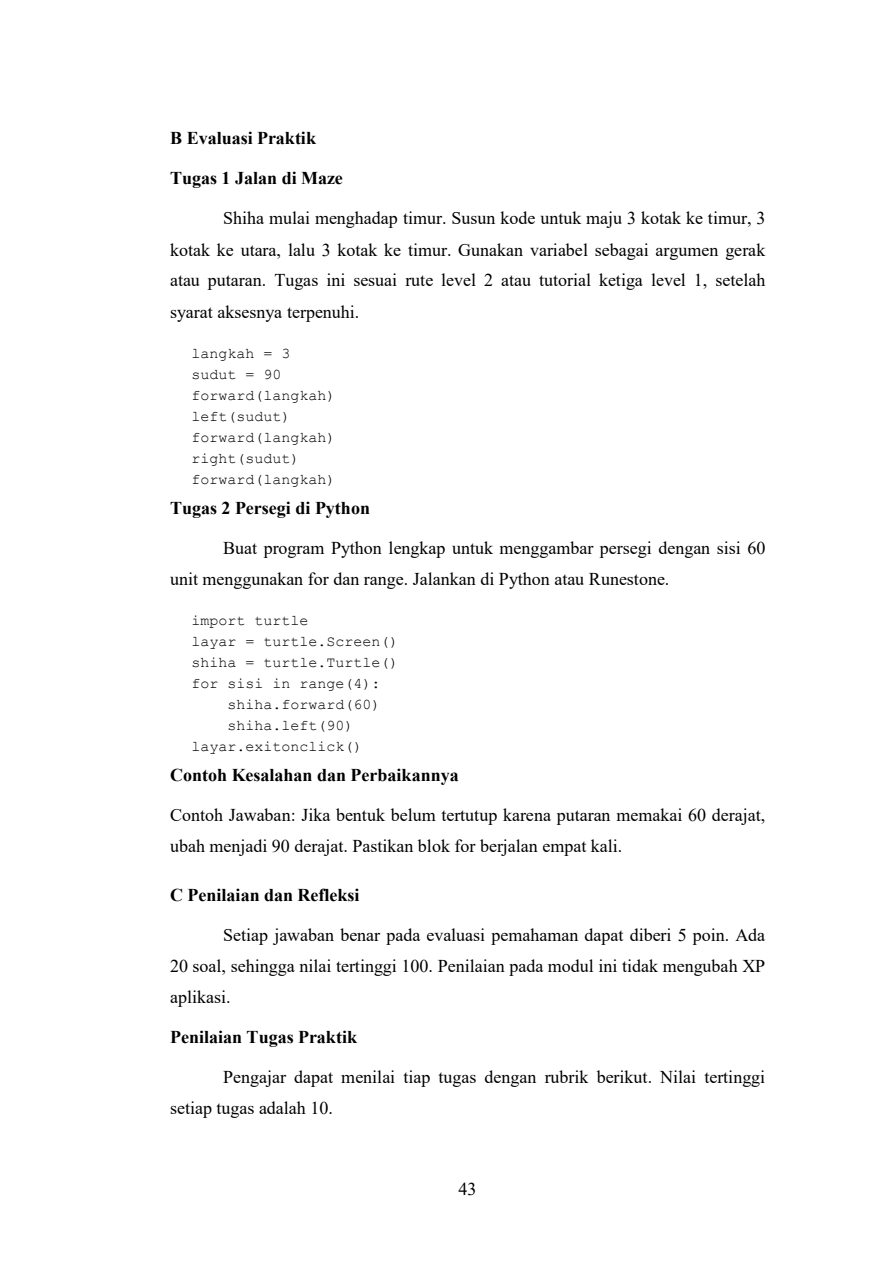 B Evaluasi Praktik
Tugas 1 Jalan di Maze
Shiha mulai menghadap timur. Susun kode untuk maju 3 kotak ke timur, 3
kotak ke utara, lalu 3 kotak ke timur. Gunakan variabel sebagai argumen gerak
atau putaran. Tugas ini sesuai rute level 2 atau tutorial ketiga level 1, setelah
syarat aksesnya terpenuhi.
langkah = 3
sudut = 90
forward(langkah)
left(sudut)
forward(langkah)
right(sudut)
forward(langkah)
Tugas 2 Persegi di Python
Buat program Python lengkap untuk menggambar persegi dengan sisi 60
unit menggunakan for dan range. Jalankan di Python atau Runestone.
import turtle
layar = turtle.Screen()
shiha = turtle.Turtle()
for sisi in range(4):
    shiha.forward(60)
    shiha.left(90)
layar.exitonclick()
Contoh Kesalahan dan Perbaikannya
Contoh Jawaban: Jika bentuk belum tertutup karena putaran memakai 60 derajat,
ubah menjadi 90 derajat. Pastikan blok for berjalan empat kali.
C Penilaian dan Refleksi
Setiap jawaban benar pada evaluasi pemahaman dapat diberi 5 poin. Ada
20 soal, sehingga nilai tertinggi 100. Penilaian pada modul ini tidak mengubah XP
aplikasi.
Penilaian Tugas Praktik
Pengajar dapat menilai tiap tugas dengan rubrik berikut. Nilai tertinggi
setiap tugas adalah 10.
43